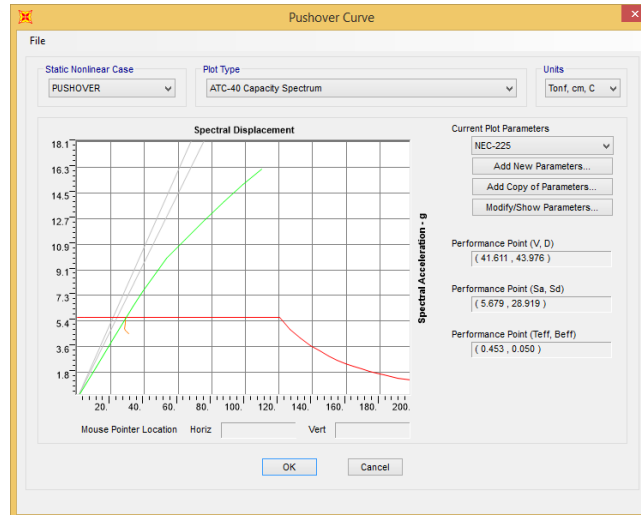 Pushover Curve
x
File
Static Nonlinear Case
PUSHOVER
Plot Type
ATC-40 Capacity Spectrum
Units
Tonf, cm, C
Spectral Displacement
18.1
16.3
14.5
12.7
10.9
9.1
7.3
5.4
3.6
1.8
20. 40. 60. 80. 100. 120. 140. 160. 180. 200.
Spectral Acceleration - g
Mouse Pointer Location Horiz Vert
Current Plot Parameters
NEC-225
Add New Parameters...
Add Copy of Parameters...
Modify/Show Parameters...
Performance Point (V, D)
( 41.611 , 43.976 )
Performance Point (Sa, Sd)
( 5.679 , 28.919 )
Performance Point (Teff, Beff)
( 0.453 , 0.050 )
OK
Cancel